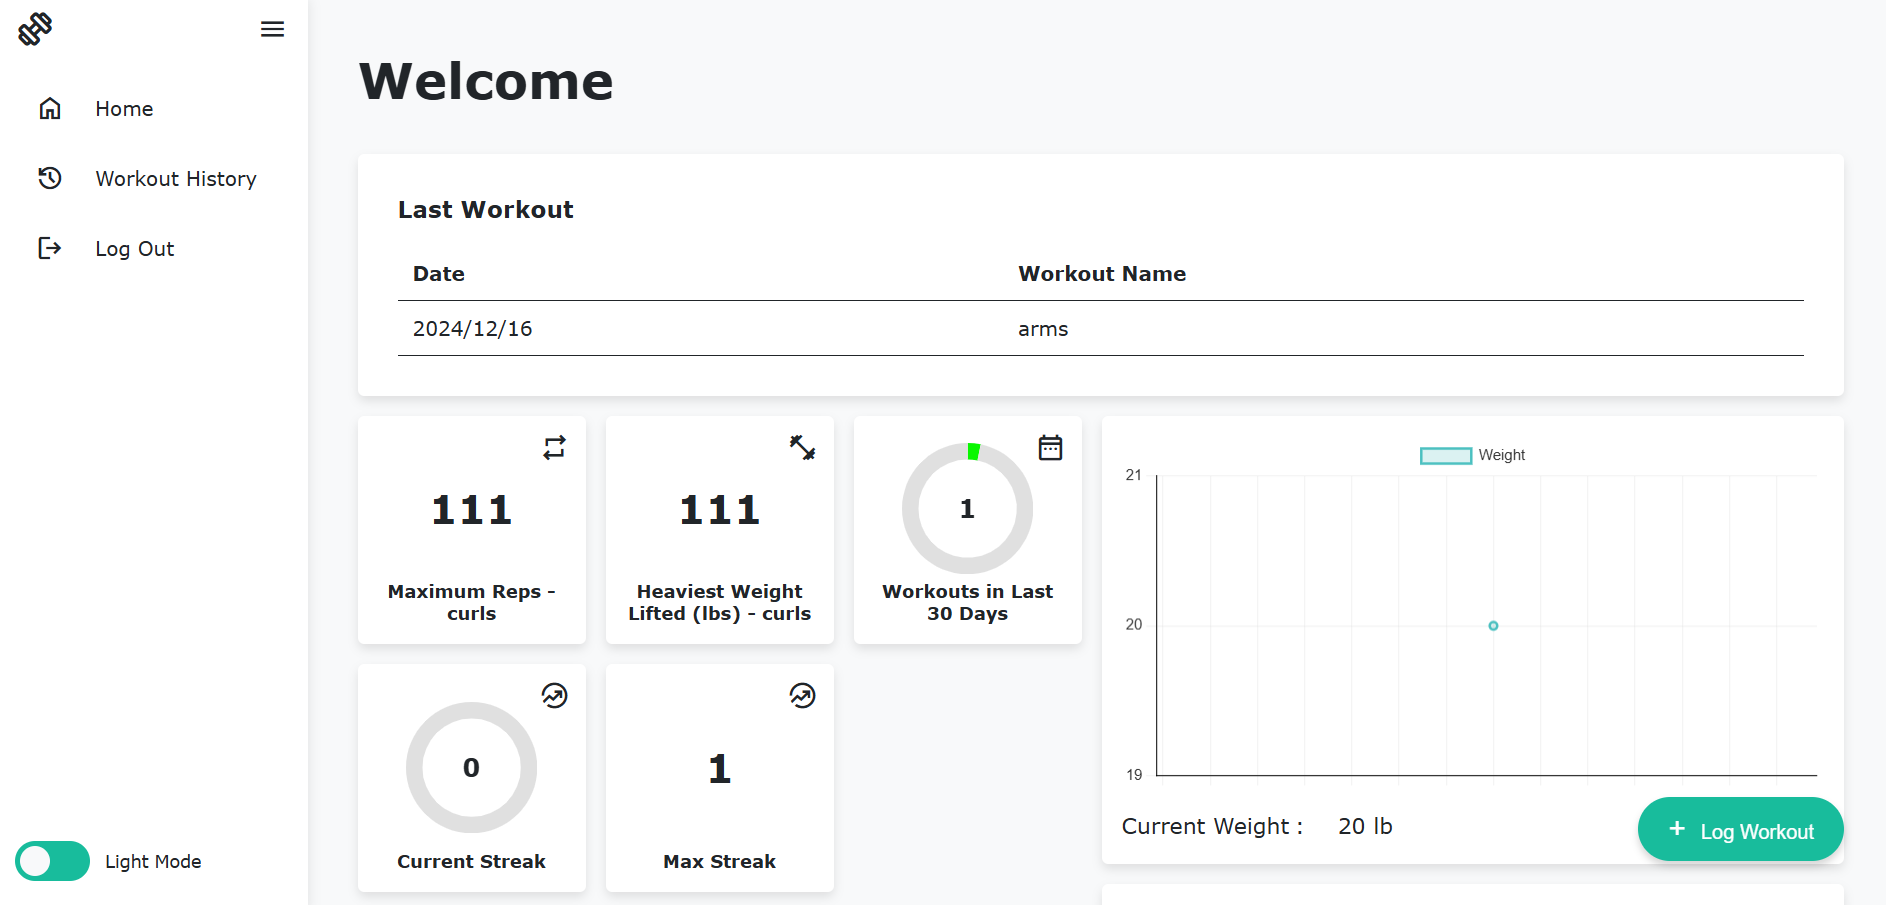 Home
Workout History
Log Out
Light Mode
Welcome
Last Workout
Date Workout Name
2024/12/16 arms
111
Maximum Reps -
curls
111
Heaviest Weight
Lifted (lbs) - curls
1
Workouts in Last
30 Days
0
Current Streak
1
Max Streak
Weight
21
20
19
Current Weight : 20 lb
+ Log Workout